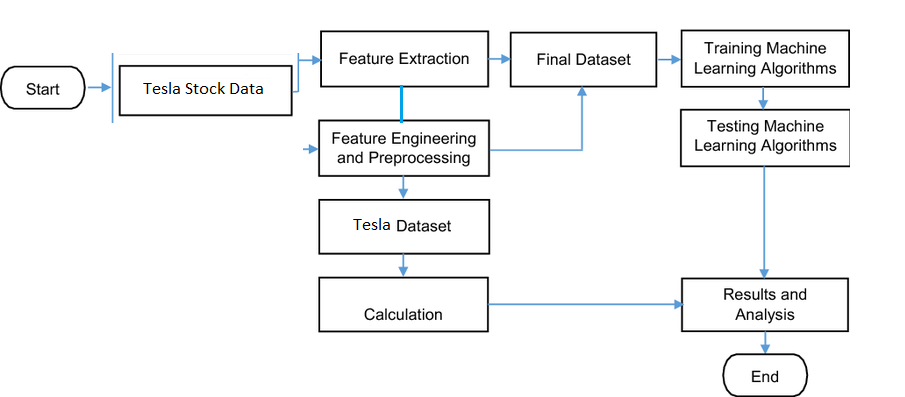 Start
Tesla Stock Data
Feature Extraction
Feature Engineering
and Preprocessing
Tesla Dataset
Calculation
Final Dataset
Training Machine
Learning Algorithms
Testing Machine
Learning Algorithms
Results and
Analysis
End